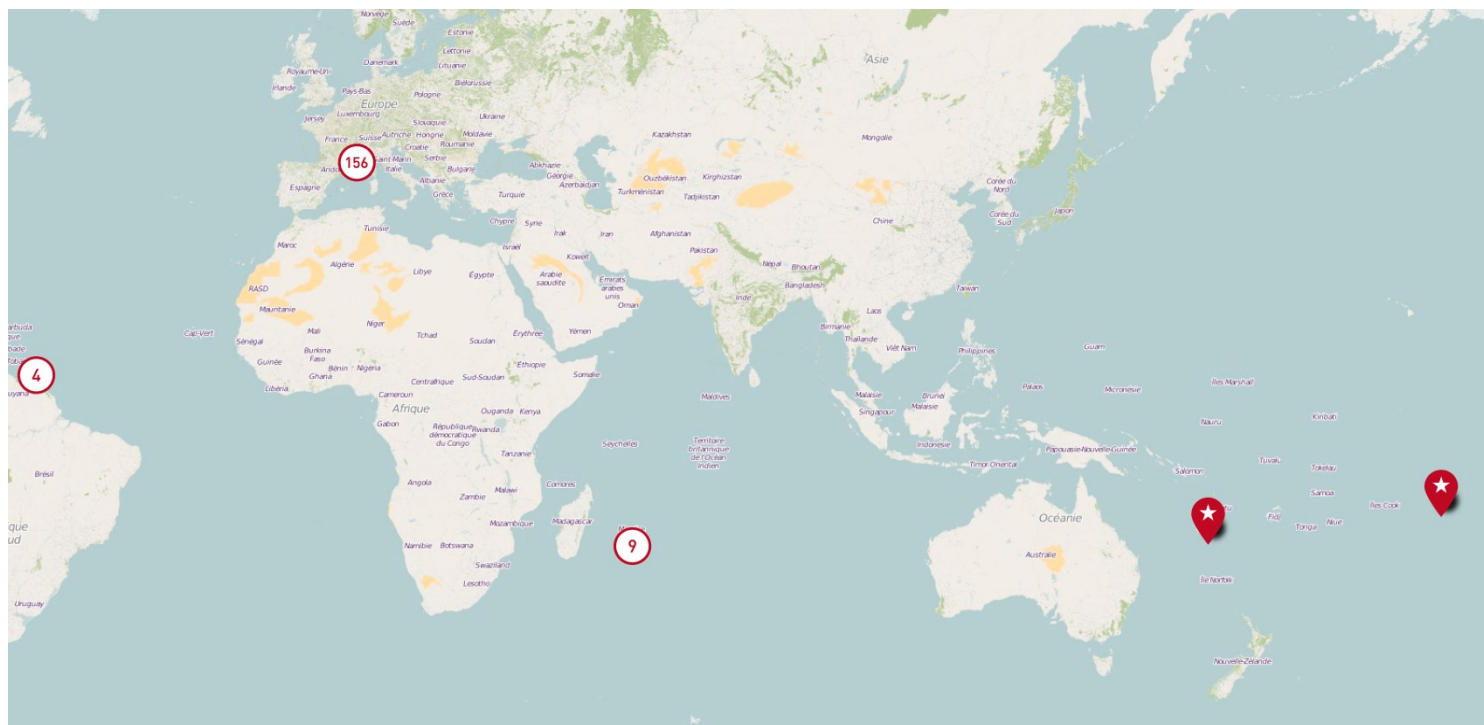 Norvège
Suède
Estonie
Lettonie
Lituanie
Danemark
Royaume-Un
Irlande
Biélorussie
Pays-Bas
Pologne
Europe
Luxembourg
Jersey
Ukraine
Slovaquie
France
Suisse
Autriche
Hongrie
Moldavie
Croatie
Roumanie
156
Saint-Marin
Italie
Serbie
Bulgarie
Albanie
Espagne
Grèce
Turquie
Abkhazie
Géorgie
Azerbaïdjan
Asie
Kazakhstan
Mongolie
Ouzbékistan
Kirghizistan
Turkménistan
Tadjikistan
Corée du
Nord
Corée du
Sud
Japon
Chine
Chypre
Syrie
Israël
Irak
Iran
Afghanistan
Pakistan
Koweït
Népal
Bhoutan
Bangladesh
Inde
Taïwan
Tunisie
Maroc
Algérie
Libye
Égypte
RASD
Arabie
saoudite
Émirats
arabes
unis
Oman
Mauritanie
Cap-Vert
Mali
Niger
Tchad
Soudan
Érythrée
Yémen
Sénégal
Burkina
Faso
Guinée
Bénin
Nigéria
Ghana
Libéria
Éthiopie
Centrafrique
Sud-Soudan
Somalie
Cameroun
Afrique
Ouganda
Kenya
Gabon
République
démocratique
du Congo
Rwanda
Tanzanie
Seychelles
Maldives
Territoire
britannique
de l'Océan
Indien
Birmanie
Laos
Thaïlande
Việt Nam
Philippines
Guam
Palaos
Micronésie
Îles Marshall
Malaisie
Brunei
Malaisie
Singapour
Indonésie
Nauru
Kiribati
Papouasie-Nouvelle-Guinée
Timor Oriental
Salomon
Tuvalu
Tokelau
Samoa
Îles Cook
Fidji
Tonga
Niue
4
Brésil
Uruguay
Angola
Zambie
Malawi
Comores
Mozambique
Madagascar
9
Namibie
Botswana
Swaziland
Lesotho
Océanie
Australie
Île Norfolk
Nouvelle-Zélande